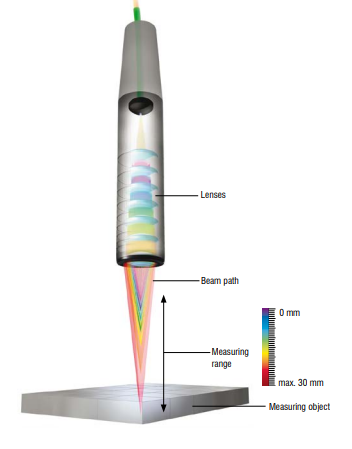 Lenses
Beam path
0 mm
Measuring
range
max. 30 mm
Measuring object